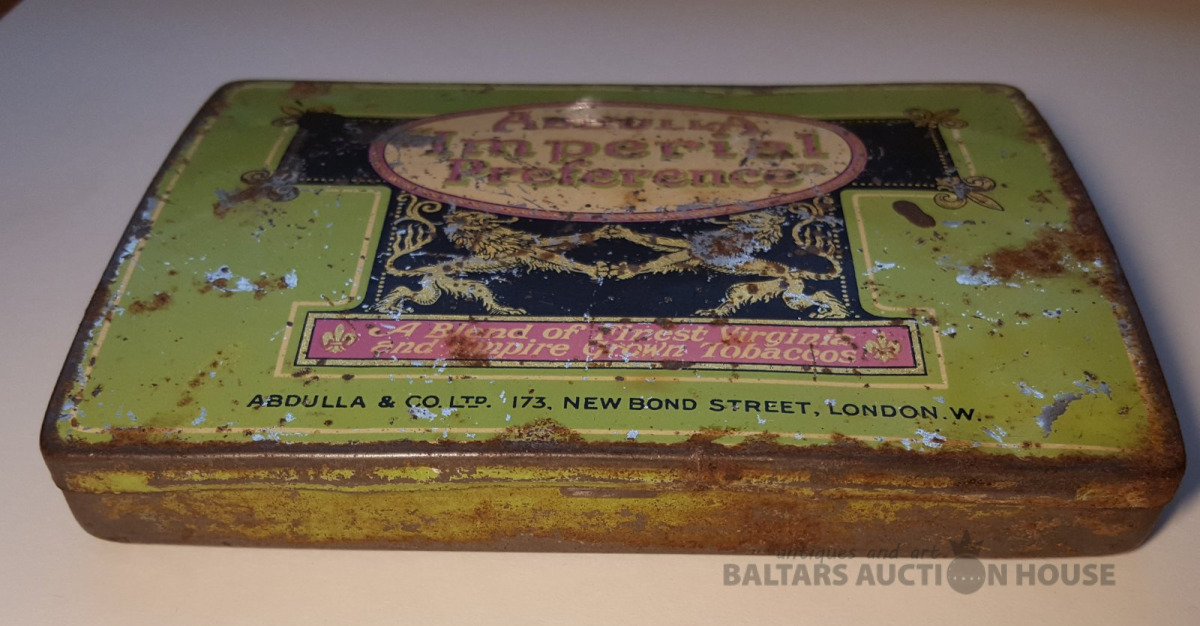 ABDULLA
Imperial
Preference
A Blend of Finest Virginia
and Empire Grown Tobaccos
ABDULLA & CO. LTD. 173, NEW BOND STREET, LONDON. W.
antiques and art
BALTARS AUCTION HOUSE